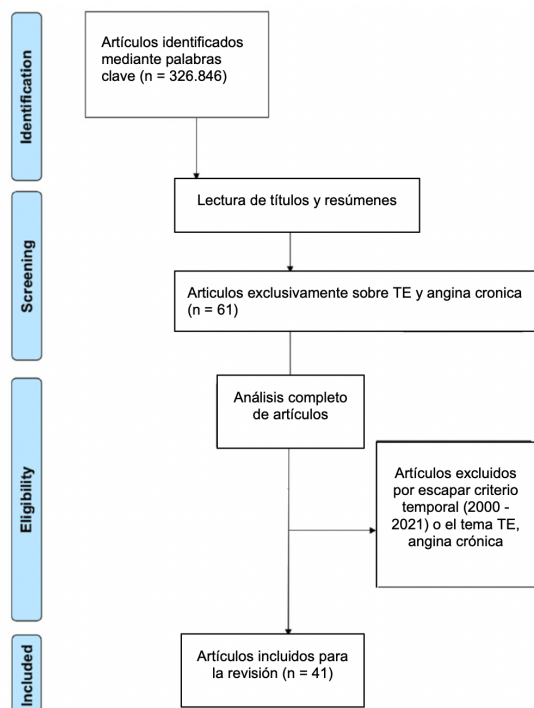 Identification
Artículos identificados
mediante palabras
clave (n = 326.846)
Screening
Lectura de títulos y resúmenes
Articulos exclusivamente sobre TE y angina cronica
(n = 61)
Eligibility
Análisis completo
de artículos
Artículos excluidos
por escapar criterio
temporal (2000 -
2021) o el tema TE,
angina crónica
Included
Artículos incluidos para
la revisión (n = 41)